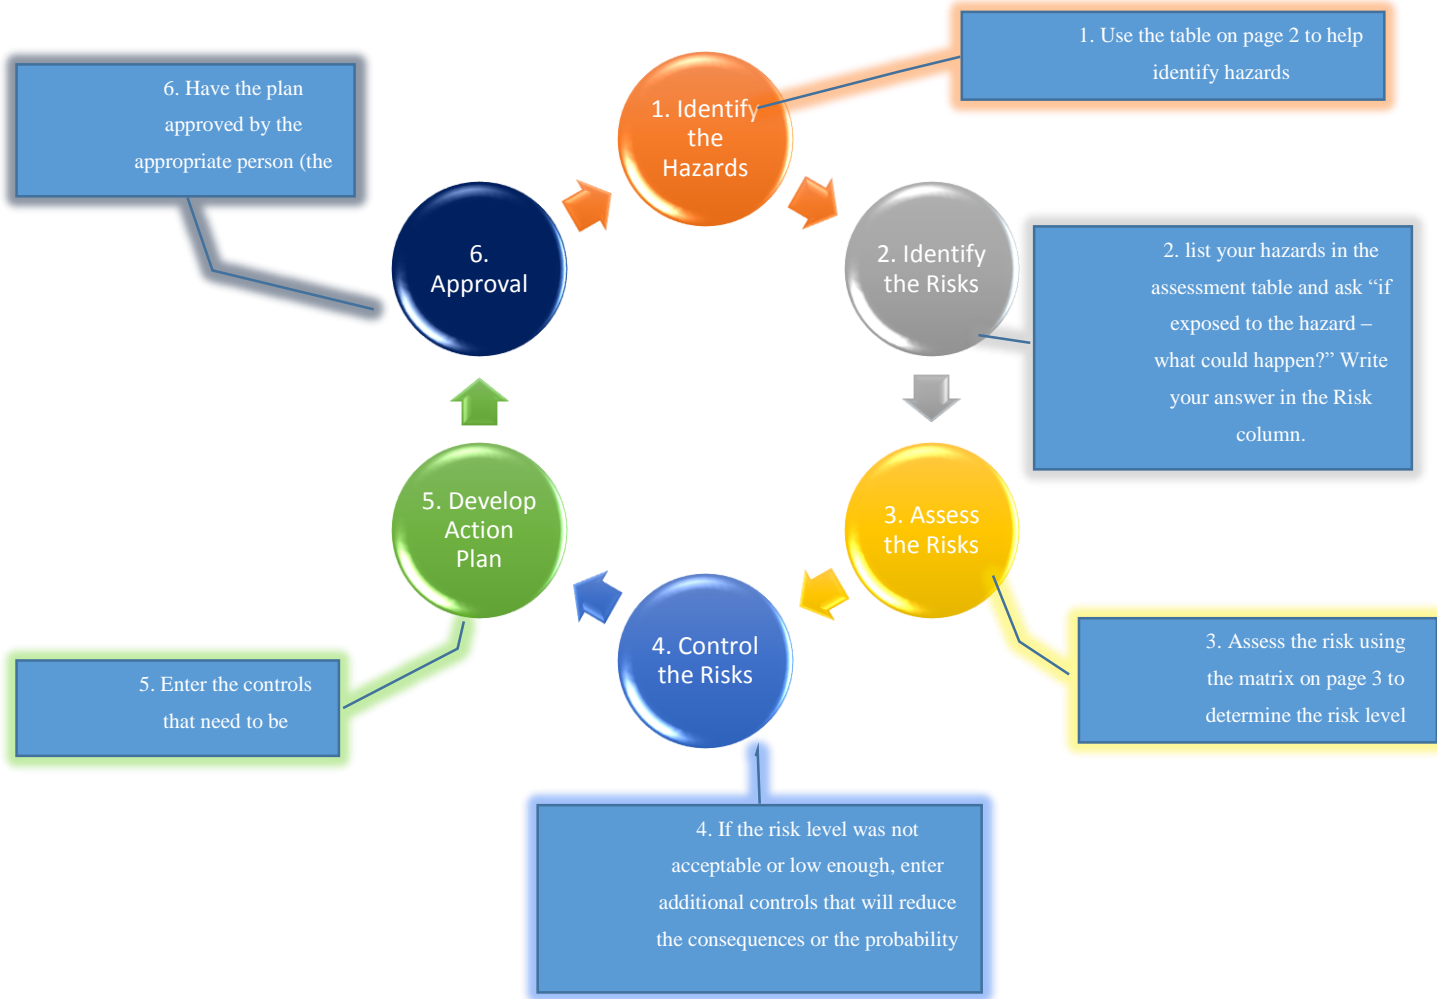 1. Identify
the
Hazards
1. Use the table on page 2 to help
identify hazards
2. Identify
the Risks
2. list your hazards in the
assessment table and ask “if
exposed to the hazard –
what could happen?” Write
your answer in the Risk
column.
3. Assess
the Risks
3. Assess the risk using
the matrix on page 3 to
determine the risk level
4. Control
the Risks
4. If the risk level was not
acceptable or low enough, enter
additional controls that will reduce
the consequences or the probability
5. Develop
Action
Plan
5. Enter the controls
that need to be
6.
Approval
6. Have the plan
approved by the
appropriate person (the